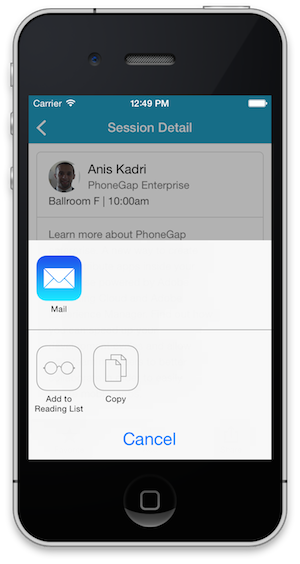 Carrier 12:49 PM
Session Detail
Anis Kadri
PhoneGap Enterprise
Ballroom F | 10:00am
Learn more about PhoneGap
Mail
Add to
Reading List
Copy
Cancel